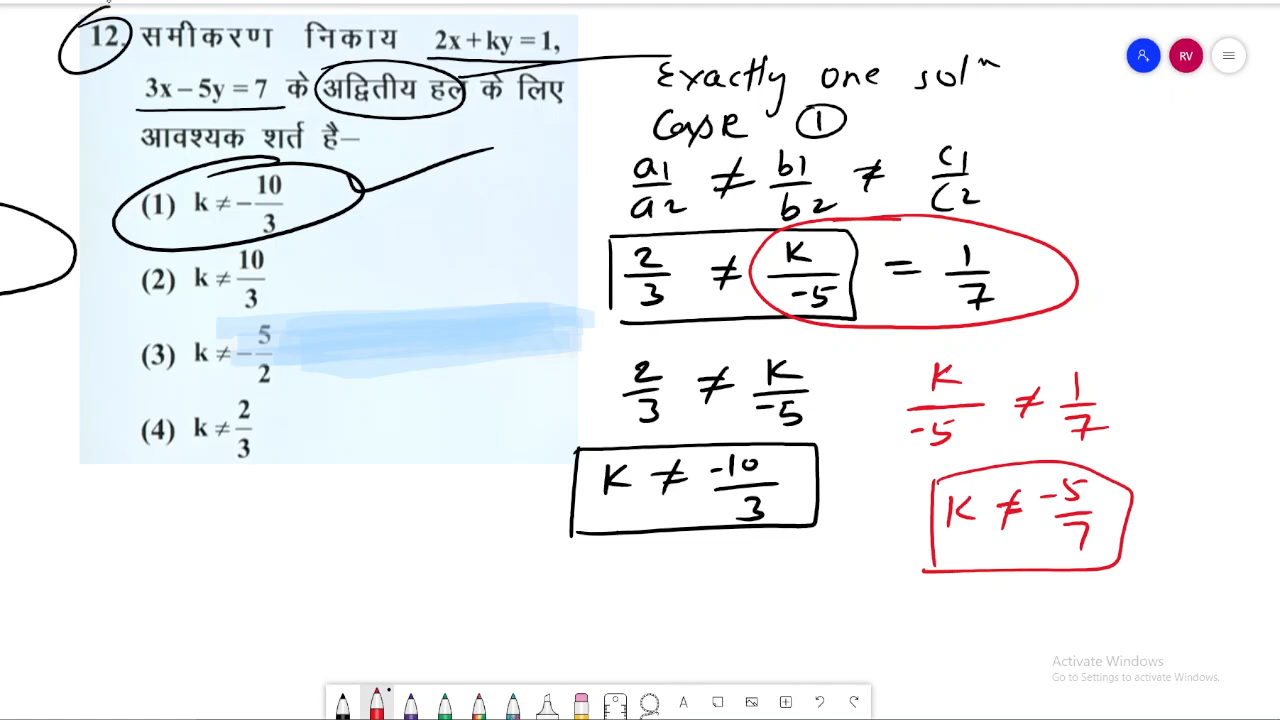 12. समीकरण निकाय 2x + ky = 1,
3x – 5y = 7 के अद्वितीय हल के लिए
आवश्यक शर्त है–
(1) k ≠ – 10/3
(2) k ≠ 10/3
(3) k ≠ – 5/2
(4) k ≠ 2/3
Exactly one solⁿ
Case ①
a1/a2 ≠ b1/b2 ≠ c1/c2
2/3 ≠ K/-5 = 1/7
2/3 ≠ K/-5
K ≠ -10/3
K/-5 ≠ 1/7
K ≠ -5/7
RV
A
Activate Windows
Go to Settings to activate Windows.